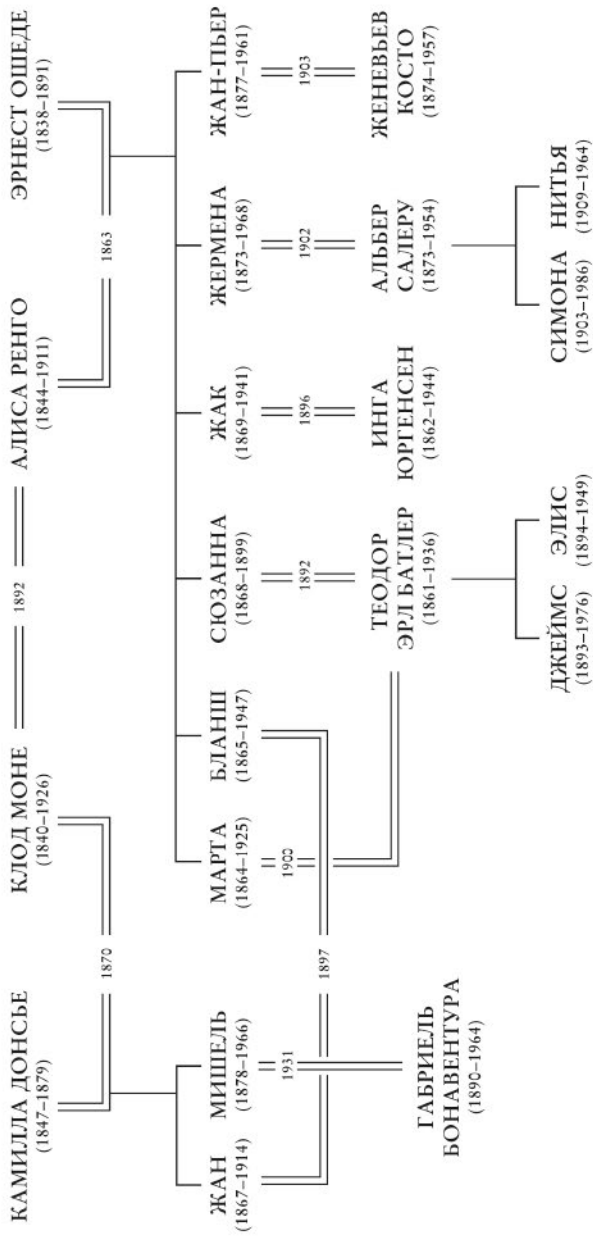 КАМИЛЛА ДОНСЬЕ
(1847–1879)
КЛОД МОНЕ
(1840–1926)
АЛИСА РЕНГО
(1844–1911)
ЭРНЕСТ ОШЕДЕ
(1838–1891)
1870
1892
1863
ЖАН
(1867–1914)
МИШЕЛЬ
(1878–1966)
МАРТА
(1864–1925)
БЛАНШ
(1865–1947)
СЮЗАННА
(1868–1899)
ЖАК
(1869–1941)
ЖЕРМЕНА
(1873–1968)
ЖАН-ПЬЕР
(1877–1961)
1931
1897
1900
1892
1896
1902
1903
ГАБРИЕЛЬ
БОНАВЕНТУРА
(1890–1964)
ТЕОДОР
ЭРЛ БАТЛЕР
(1861–1936)
ИНГА
ЮРГЕНСЕН
(1862–1944)
АЛЬБЕР
САЛЕРУ
(1873–1954)
ЖЕНЕВЬЕВ
КОСТО
(1874–1957)
ДЖЕЙМС
(1893–1976)
ЭЛИС
(1894–1949)
СИМОНА
(1903–1986)
НИТЬЯ
(1909–1964)